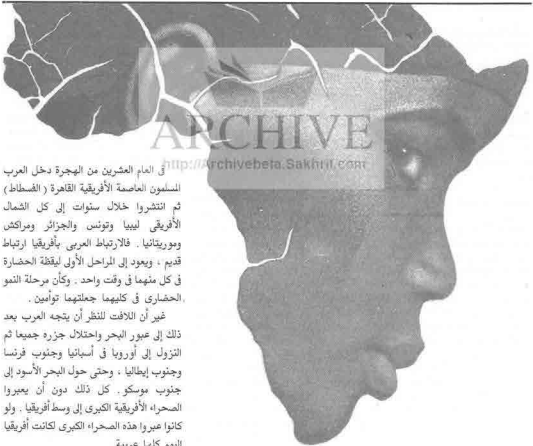 ARCHIVE
http://Archivebeta.Sakhrit.com
فى العام العشرين من الهجرة دخل العرب
المسلمون العاصمة الأفريقية القاهرة ( الفسطاط )
ثم انتشروا خلال سنوات إلى كل الشمال
الأفريقى ليبيا وتونس والجزائر ومراكش
وموريتانيا . فالارتباط العربى بأفريقيا ارتباط
قديم ، ويعود إلى المراحل الأولى ليقظة الحضارة
فى كل منهما فى وقت واحد . وكأن مرحلة النمو
الحضارى فى كليهما جعلتهما توأمين .
غير أن اللافت للنظر أن يتجه العرب بعد
ذلك إلى عبور البحر واحتلال جزره جميعا ثم
النزول إلى أوروبا فى أسبانيا وجنوب فرنسا
وجنوب إيطاليا ، وحتى حول البحر الأسود إلى
جنوب موسكو . كل ذلك دون أن يعبروا
الصحراء الأفريقية الكبرى إلى وسط أفريقيا . ولو
كانوا عبروا هذه الصحراء الكبرى لكانت أفريقيا
اليوم كلها عربية